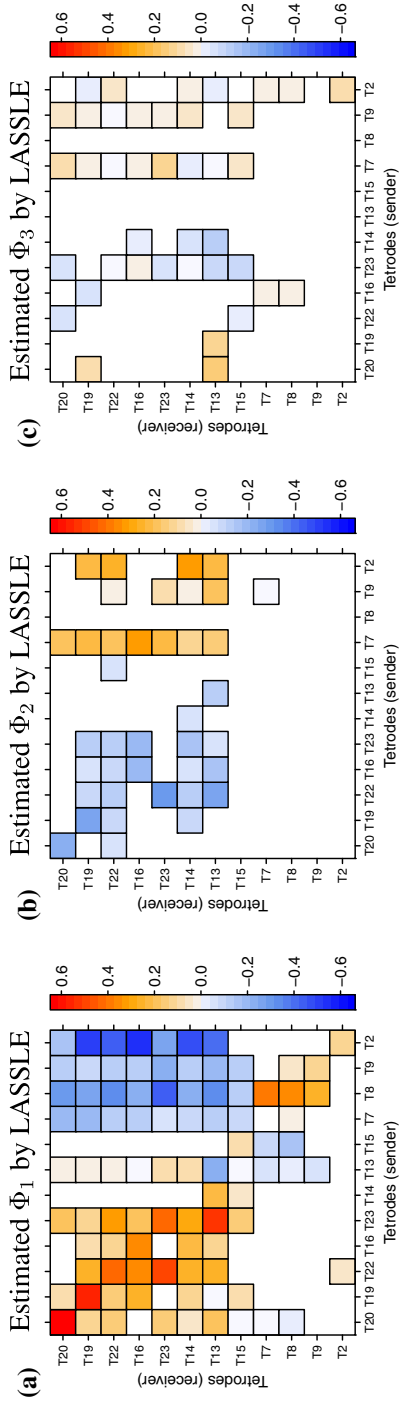 (a) Estimated Φ1 by LASSLE
T20
T19
T22
T16
T23
T14
T13
T15
T7
T8
T9
T2
Tetrodes (receiver)
T20 T19 T22 T16 T23 T14 T13 T15 T7 T8 T9 T2
Tetrodes (sender)
0.6
0.4
0.2
0.0
-0.2
-0.4
-0.6
(b) Estimated Φ2 by LASSLE
T20
T19
T22
T16
T23
T14
T13
T15
T7
T8
T9
T2
Tetrodes (receiver)
T20 T19 T22 T16 T23 T14 T13 T15 T7 T8 T9 T2
Tetrodes (sender)
0.6
0.4
0.2
0.0
-0.2
-0.4
-0.6
(c) Estimated Φ3 by LASSLE
T20
T19
T22
T16
T23
T14
T13
T15
T7
T8
T9
T2
Tetrodes (receiver)
T20 T19 T22 T16 T23 T14 T13 T15 T7 T8 T9 T2
Tetrodes (sender)
0.6
0.4
0.2
0.0
-0.2
-0.4
-0.6